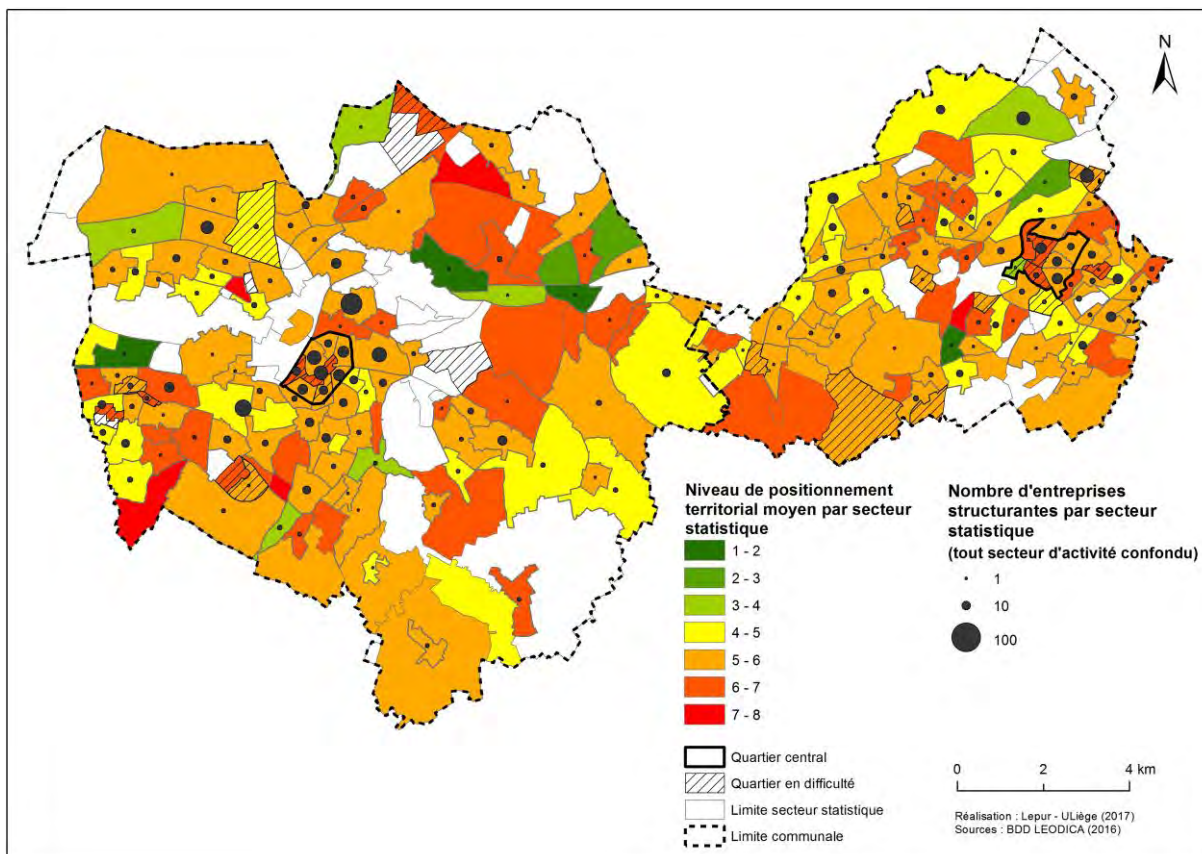 N
Niveau de positionnement
territorial moyen par secteur
statistique
1 - 2
2 - 3
3 - 4
4 - 5
5 - 6
6 - 7
7 - 8
Quartier central
Quartier en difficulté
Limite secteur statistique
Limite communale
Nombre d'entreprises
structurantes par secteur
statistique
(tout secteur d'activité confondu)
1
10
100
0 2 4 km
Réalisation : Lepur - ULiège (2017)
Sources : BDD LEODICA (2016)